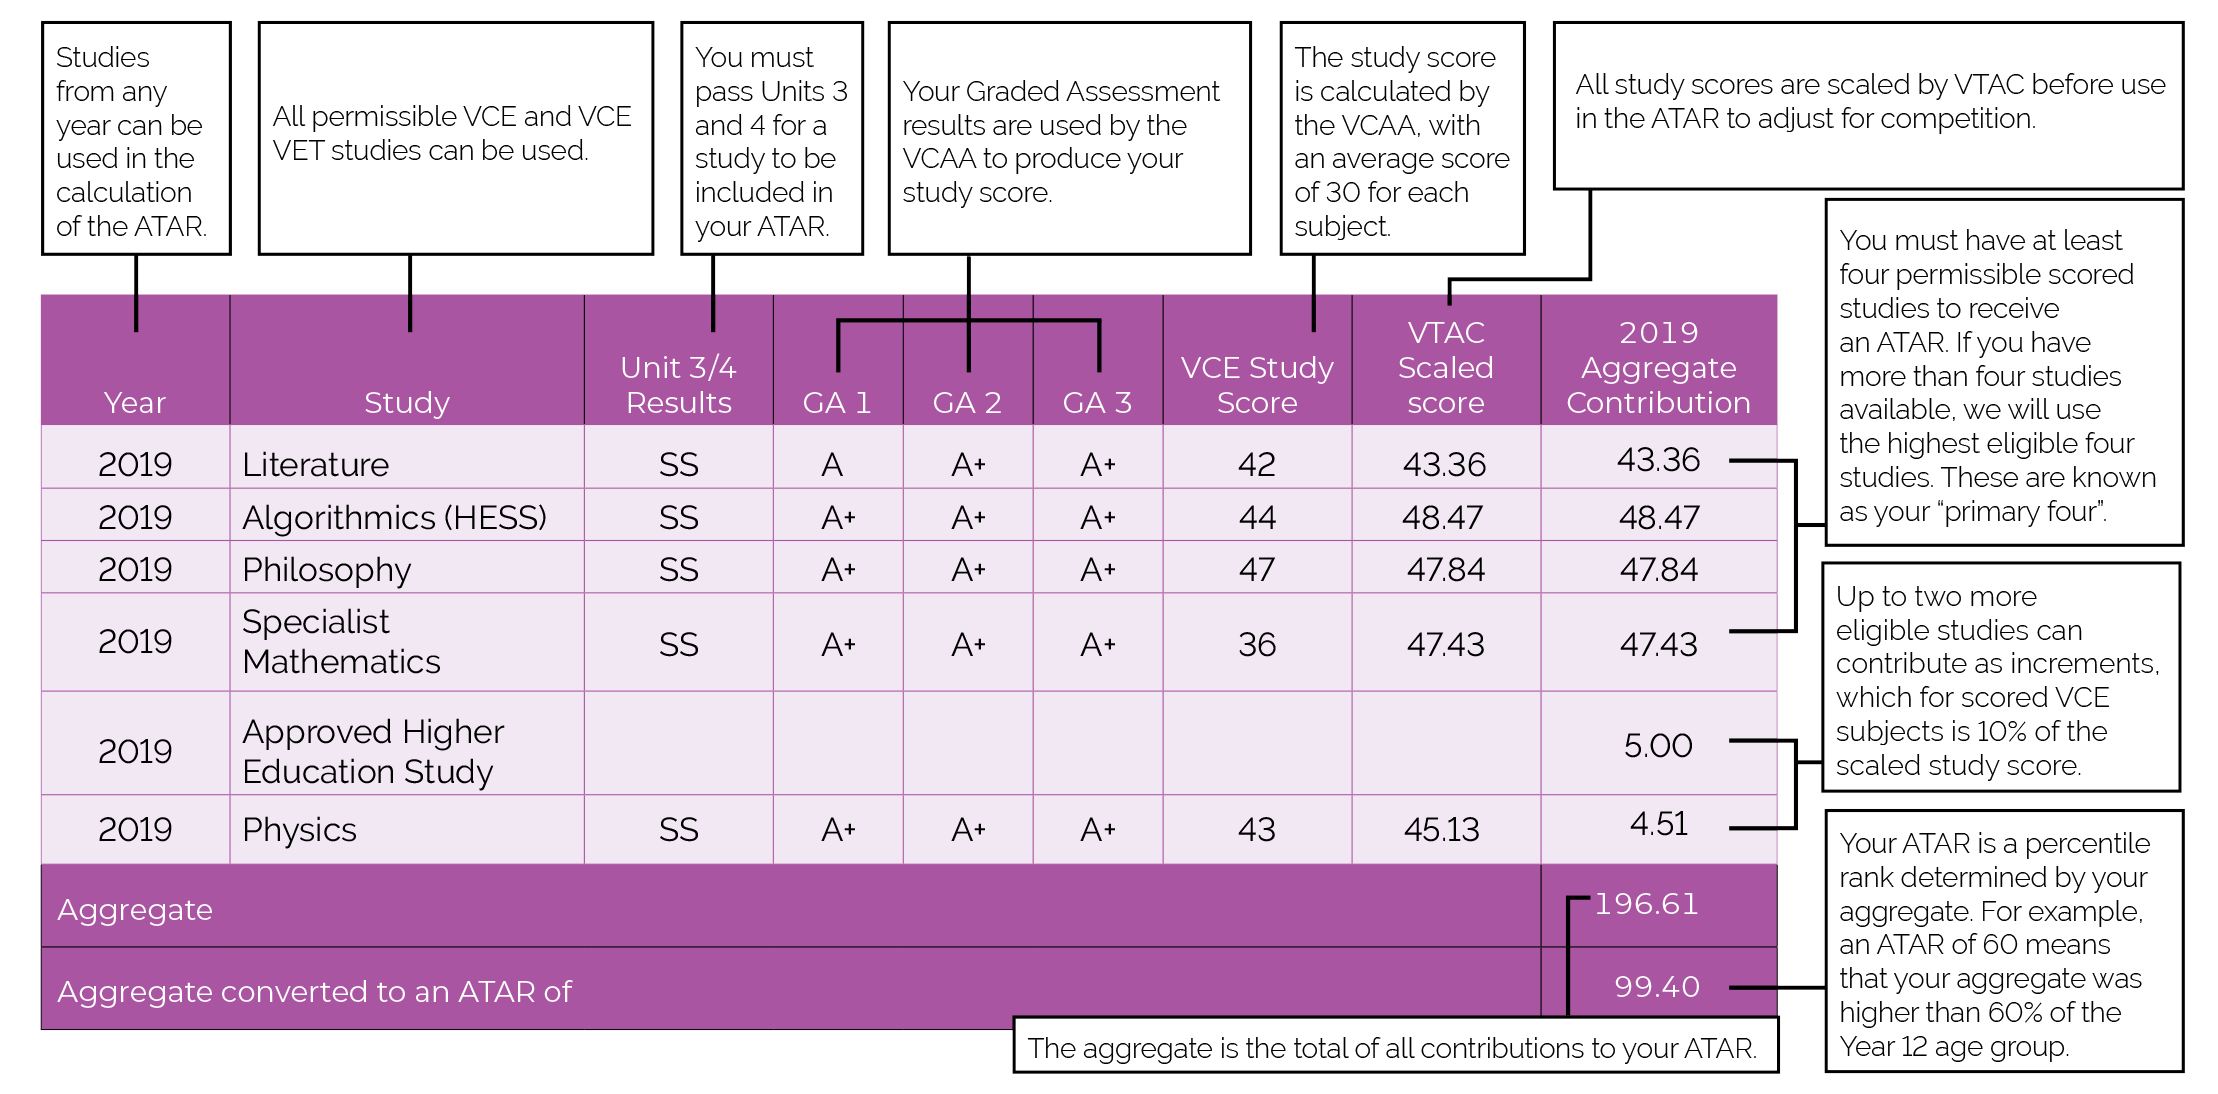 Studies
from any
year can be
used in the
calculation
of the ATAR.
All permissible VCE and VCE
VET studies can be used.
You must
pass Units 3
and 4 for a
study to be
included in
your ATAR.
Your Graded Assessment
results are used by the
VCAA to produce your
study score.
The study score
is calculated by
the VCAA, with
an average score
of 30 for each
subject.
All study scores are scaled by VTAC before use
in the ATAR to adjust for competition.
You must have at least
four permissible scored
studies to receive
an ATAR. If you have
more than four studies
available, we will use
the highest eligible four
studies. These are known
as your “primary four”.
Up to two more
eligible studies can
contribute as increments,
which for scored VCE
subjects is 10% of the
scaled study score.
Your ATAR is a percentile
rank determined by your
aggregate. For example,
an ATAR of 60 means
that your aggregate was
higher than 60% of the
Year 12 age group.
Year
Study
Unit 3/4
Results
GA 1
GA 2
GA 3
VCE Study
Score
VTAC
Scaled
score
2019
Aggregate
Contribution
2019 Literature SS A A+ A+ 42 43.36 43.36
2019 Algorithmics (HESS) SS A+ A+ A+ 44 48.47 48.47
2019 Philosophy SS A+ A+ A+ 47 47.84 47.84
2019 Specialist
Mathematics SS A+ A+ A+ 36 47.43 47.43
2019 Approved Higher
Education Study 5.00
2019 Physics SS A+ A+ A+ 43 45.13 4.51
Aggregate 196.61
Aggregate converted to an ATAR of 99.40
The aggregate is the total of all contributions to your ATAR.